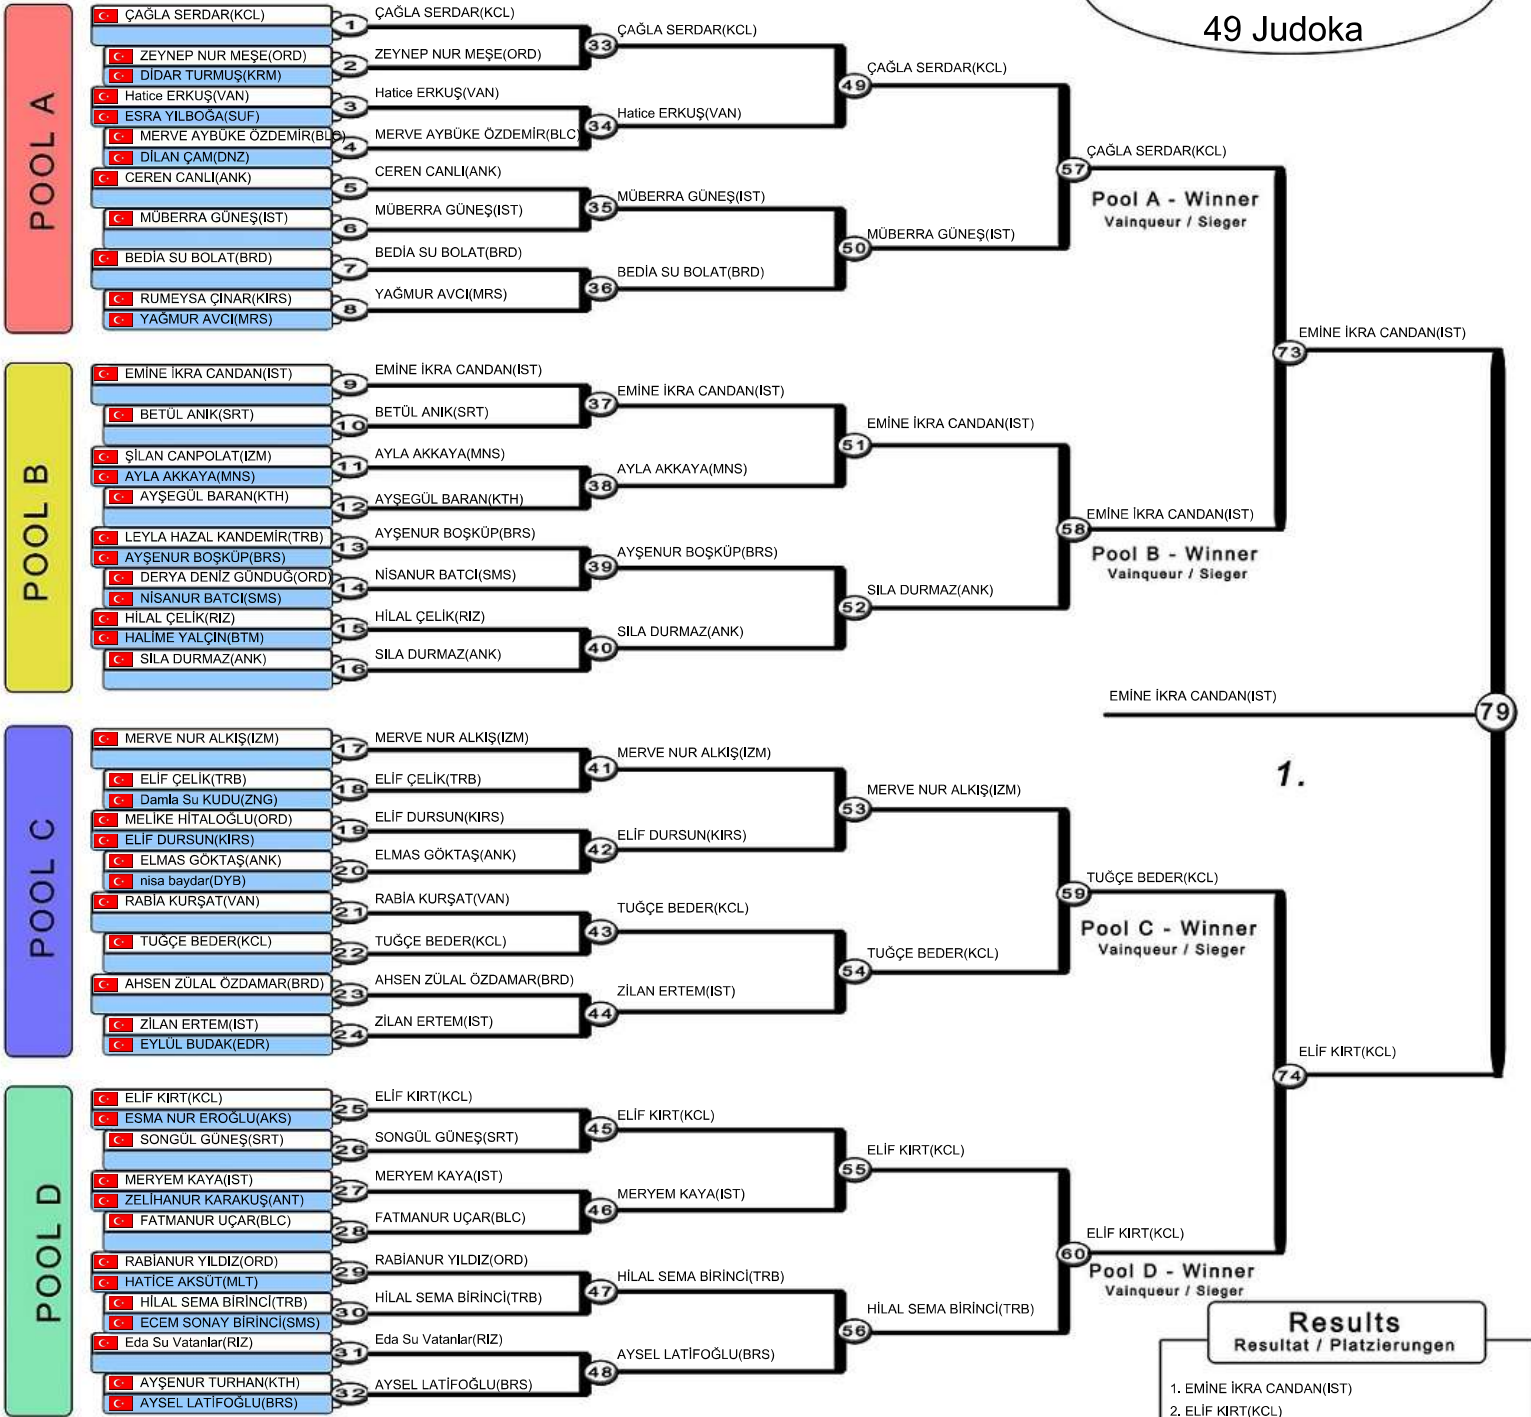 49 Judoka
POOL A
ÇAĞLA SERDAR(KCL)
ZEYNEP NUR MEŞE(ORD)
DİDAR TURMUŞ(KRM)
Hatice ERKUŞ(VAN)
ESRA YILBOĞA(SUF)
MERVE AYBÜKE ÖZDEMİR(BLC)
DİLAN ÇAM(DNZ)
CEREN CANLI(ANK)
MÜBERRA GÜNEŞ(IST)
BEDİA SU BOLAT(BRD)
RUMEYSA ÇINAR(KIRS)
YAĞMUR AVCI(MRS)
1 ÇAĞLA SERDAR(KCL)
2 ZEYNEP NUR MEŞE(ORD)
3 Hatice ERKUŞ(VAN)
4 MERVE AYBÜKE ÖZDEMİR(BLC)
5 CEREN CANLI(ANK)
6 MÜBERRA GÜNEŞ(IST)
7 BEDİA SU BOLAT(BRD)
8 YAĞMUR AVCI(MRS)
33 ÇAĞLA SERDAR(KCL)
34 Hatice ERKUŞ(VAN)
35 MÜBERRA GÜNEŞ(IST)
36 BEDİA SU BOLAT(BRD)
49 ÇAĞLA SERDAR(KCL)
50 MÜBERRA GÜNEŞ(IST)
57 ÇAĞLA SERDAR(KCL)
Pool A - Winner
Vainqueur / Sieger
POOL B
EMİNE İKRA CANDAN(IST)
BETÜL ANIK(SRT)
ŞİLAN CANPOLAT(IZM)
AYLA AKKAYA(MNS)
AYŞEGÜL BARAN(KTH)
LEYLA HAZAL KANDEMİR(TRB)
AYŞENUR BOŞKÜP(BRS)
DERYA DENİZ GÜNDUĞ(ORD)
NİSANUR BATCI(SMS)
HİLAL ÇELİK(RIZ)
HALİME YALÇIN(BTM)
SILA DURMAZ(ANK)
9 EMİNE İKRA CANDAN(IST)
10 BETÜL ANIK(SRT)
11 AYLA AKKAYA(MNS)
12 AYŞEGÜL BARAN(KTH)
13 AYŞENUR BOŞKÜP(BRS)
14 NİSANUR BATCI(SMS)
15 HİLAL ÇELİK(RIZ)
16 SILA DURMAZ(ANK)
37 EMİNE İKRA CANDAN(IST)
38 AYLA AKKAYA(MNS)
39 AYŞENUR BOŞKÜP(BRS)
40 SILA DURMAZ(ANK)
51 EMİNE İKRA CANDAN(IST)
52 SILA DURMAZ(ANK)
58 EMİNE İKRA CANDAN(IST)
Pool B - Winner
Vainqueur / Sieger
73 EMİNE İKRA CANDAN(IST)
EMİNE İKRA CANDAN(IST) 79
1.
POOL C
MERVE NUR ALKIŞ(IZM)
ELİF ÇELİK(TRB)
Damla Su KUDU(ZNG)
MELİKE HİTALOĞLU(ORD)
ELİF DURSUN(KIRS)
ELMAS GÖKTAŞ(ANK)
nisa baydar(DYB)
RABİA KURŞAT(VAN)
TUĞÇE BEDER(KCL)
AHSEN ZÜLAL ÖZDAMAR(BRD)
ZİLAN ERTEM(IST)
EYLÜL BUDAK(EDR)
17 MERVE NUR ALKIŞ(IZM)
18 ELİF ÇELİK(TRB)
19 ELİF DURSUN(KIRS)
20 ELMAS GÖKTAŞ(ANK)
21 RABİA KURŞAT(VAN)
22 TUĞÇE BEDER(KCL)
23 AHSEN ZÜLAL ÖZDAMAR(BRD)
24 ZİLAN ERTEM(IST)
41 MERVE NUR ALKIŞ(IZM)
42 ELİF DURSUN(KIRS)
43 TUĞÇE BEDER(KCL)
44 ZİLAN ERTEM(IST)
53 MERVE NUR ALKIŞ(IZM)
54 TUĞÇE BEDER(KCL)
59 TUĞÇE BEDER(KCL)
Pool C - Winner
Vainqueur / Sieger
74 ELİF KIRT(KCL)
POOL D
ELİF KIRT(KCL)
ESMA NUR EROĞLU(AKS)
SONGÜL GÜNEŞ(SRT)
MERYEM KAYA(IST)
ZELİHANUR KARAKUŞ(ANT)
FATMANUR UÇAR(BLC)
RABİANUR YILDIZ(ORD)
HATİCE AKSÜT(MLT)
HİLAL SEMA BİRİNCİ(TRB)
ECEM SONAY BİRİNCİ(SMS)
Eda Su Vatanlar(RIZ)
AYŞENUR TURHAN(KTH)
AYSEL LATİFOĞLU(BRS)
25 ELİF KIRT(KCL)
26 SONGÜL GÜNEŞ(SRT)
27 MERYEM KAYA(IST)
28 FATMANUR UÇAR(BLC)
29 RABİANUR YILDIZ(ORD)
30 HİLAL SEMA BİRİNCİ(TRB)
31 Eda Su Vatanlar(RIZ)
32 AYSEL LATİFOĞLU(BRS)
45 ELİF KIRT(KCL)
46 MERYEM KAYA(IST)
47 HİLAL SEMA BİRİNCİ(TRB)
48 AYSEL LATİFOĞLU(BRS)
55 ELİF KIRT(KCL)
56 HİLAL SEMA BİRİNCİ(TRB)
60 ELİF KIRT(KCL)
Pool D - Winner
Vainqueur / Sieger
Results
Resultat / Platzierungen
1. EMİNE İKRA CANDAN(IST)
2. ELİF KIRT(KCL)